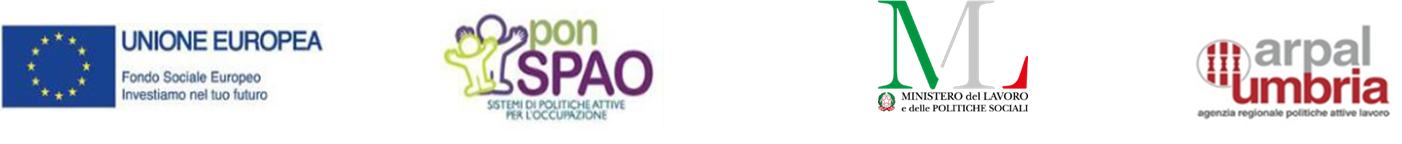 UNIONE EUROPEA
Fondo Sociale Europeo
Investiamo nel tuo futuro
pon
SPAO
SISTEMI DI POLITICHE ATTIVE
PER L'OCCUPAZIONE
ML
MINISTERO del LAVORO
e delle POLITICHE SOCIALI
arpal
umbria
agenzia regionale politiche attive lavoro